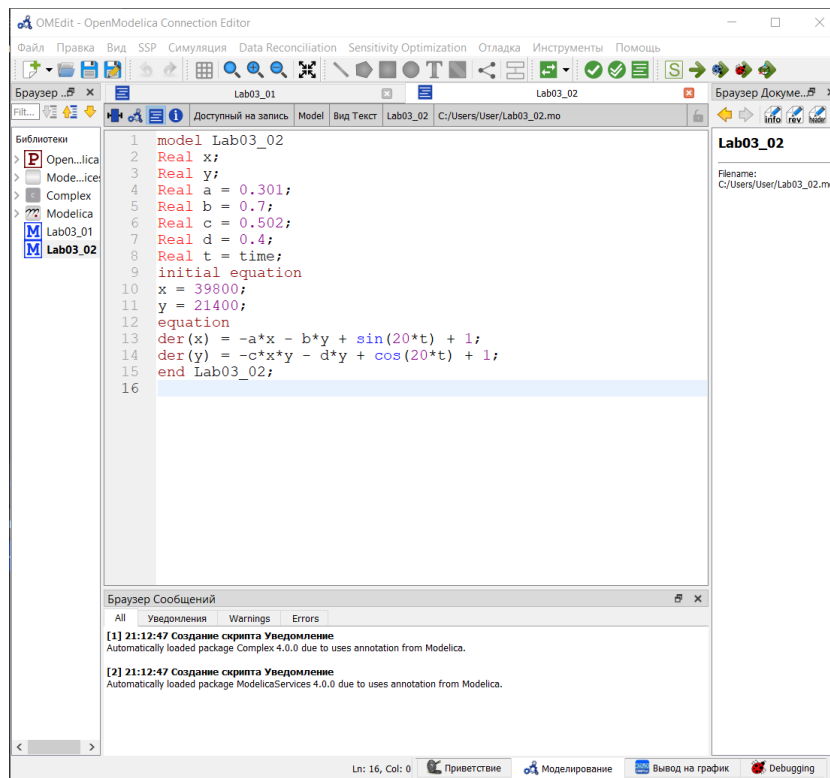 OMEdit - OpenModelica Connection Editor
Файл Правка Вид SSP Симуляция Data Reconciliation Sensitivity Optimization Отладка Инструменты Помощь
Браузер ..
Lab03_01
Lab03_02
Браузер Докуме...
Filt...
Доступный на запись Model Вид Текст Lab03_02 C:/Users/User/Lab03_02.mo
info rev header
Библиотеки
Open...lica
Mode...ices
Complex
Modelica
Lab03_01
Lab03_02
1 model Lab03_02
2 Real x;
3 Real y;
4 Real a = 0.301;
5 Real b = 0.7;
6 Real c = 0.502;
7 Real d = 0.4;
8 Real t = time;
9 initial equation
10 x = 39800;
11 y = 21400;
12 equation
13 der(x) = -a*x - b*y + sin(20*t) + 1;
14 der(y) = -c*x*y - d*y + cos(20*t) + 1;
15 end Lab03_02;
16
Lab03_02
Filename:
C:/Users/User/Lab03_02.mo
Браузер Сообщений
All Уведомления Warnings Errors
[1] 21:12:47 Создание скрипта Уведомление
Automatically loaded package Complex 4.0.0 due to uses annotation from Modelica.
[2] 21:12:47 Создание скрипта Уведомление
Automatically loaded package ModelicaServices 4.0.0 due to uses annotation from Modelica.
Ln: 16, Col: 0 Приветствие Моделирование Вывод на график Debugging